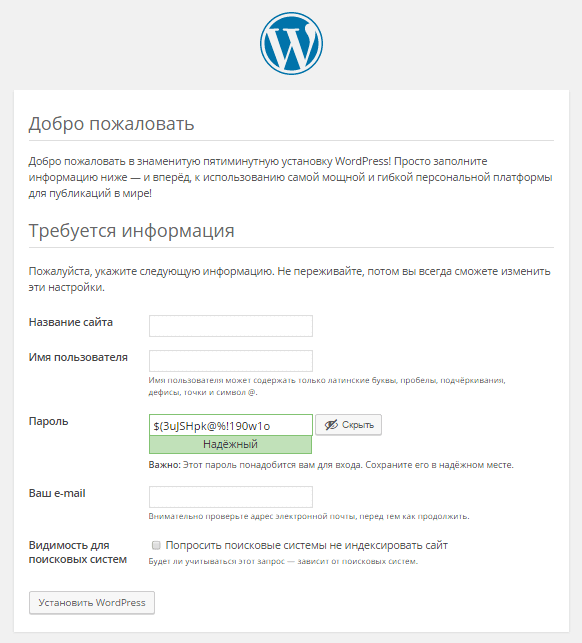 Добро пожаловать
Добро пожаловать в знаменитую пятиминутную установку WordPress! Просто заполните
информацию ниже — и вперёд, к использованию самой мощной и гибкой персональной платформы
для публикаций в мире!
Требуется информация
Пожалуйста, укажите следующую информацию. Не переживайте, потом вы всегда сможете изменить
эти настройки.
Название сайта
Имя пользователя
Имя пользователя может содержать только латинские буквы, пробелы, подчёркивания,
дефисы, точки и символ @.
Пароль
$(3uJSHpk@%!190w1o
Скрыть
Надёжный
Важно: Этот пароль понадобится вам для входа. Сохраните его в надёжном месте.
Ваш e-mail
Внимательно проверьте адрес электронной почты, перед тем как продолжить.
Видимость для
поисковых систем
Попросить поисковые системы не индексировать сайт
Будет ли учитываться этот запрос — зависит от поисковых систем.
Установить WordPress